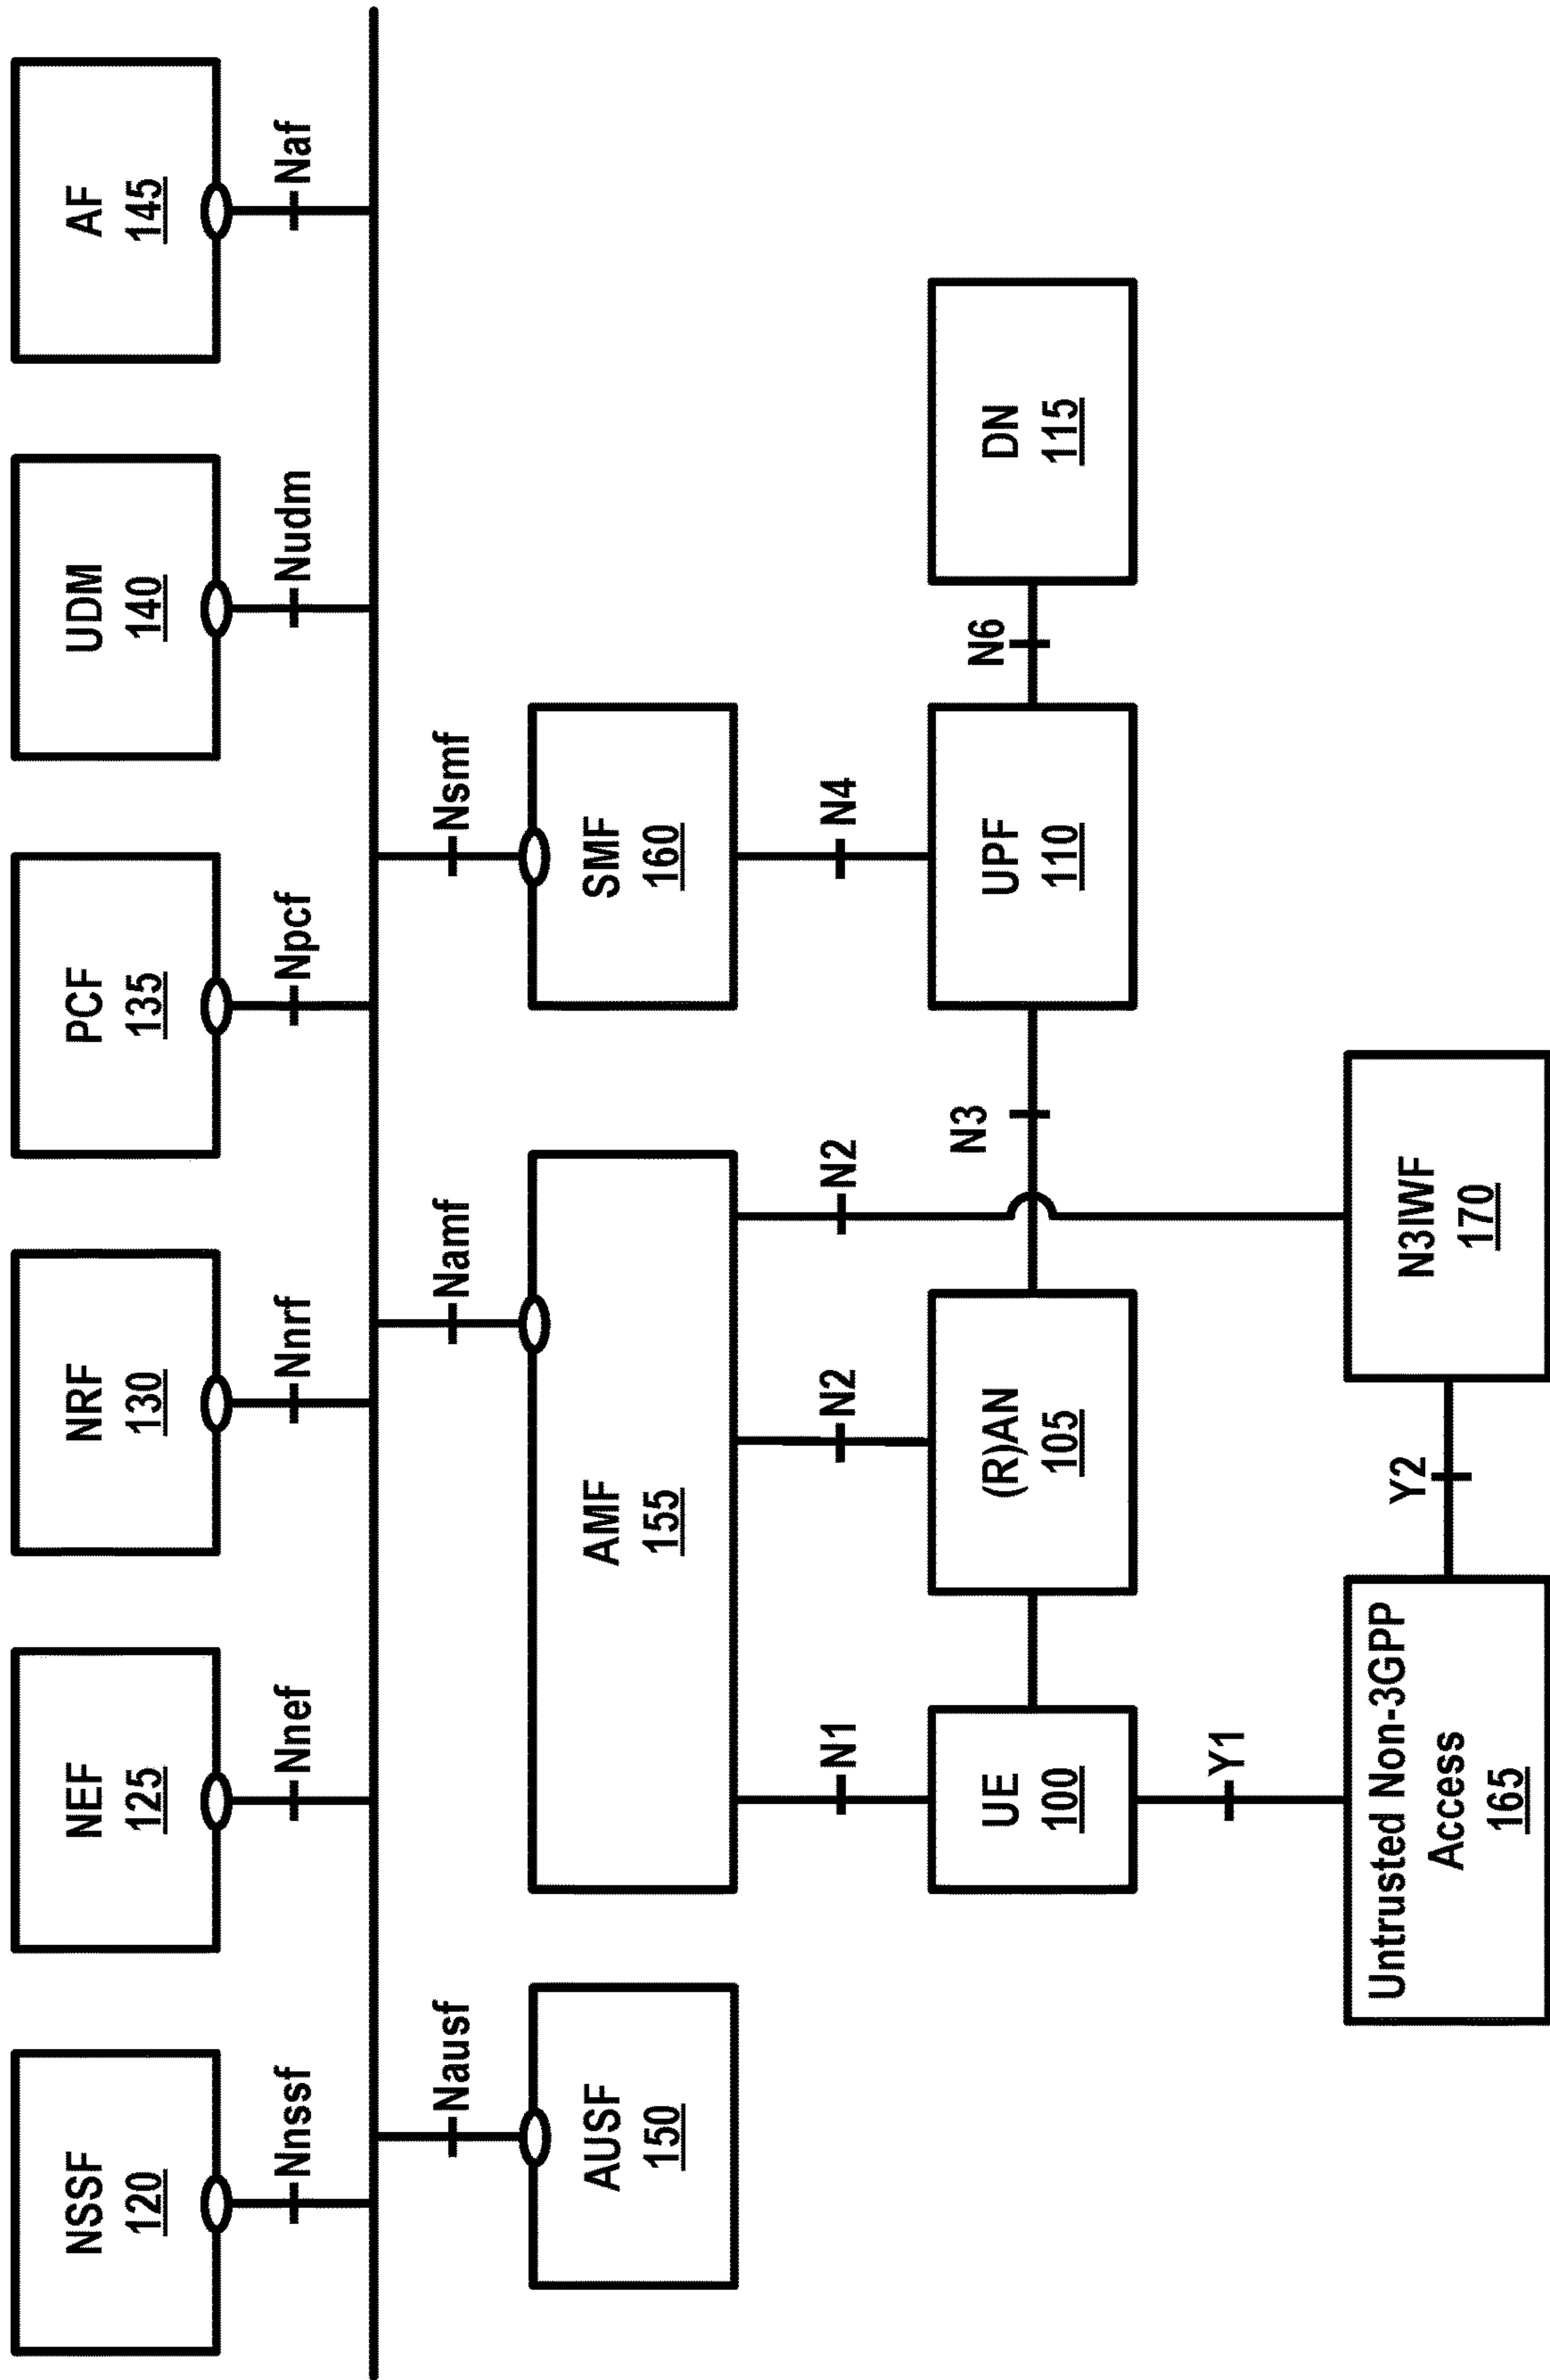 NSSF
120
NEF
125
NRF
130
PCF
135
UDM
140
AF
145
Nnssf
Nnef
Nnrf
Npcf
Nudm
Naf
Nausf
Namf
Nsmf
AUSF
150
AMF
155
SMF
160
N1
N2
N2
N4
UE
100
(R)AN
105
N3
UPF
110
N6
DN
115
Y1
Untrusted Non-3GPP
Access
165
Y2
N3IWF
170